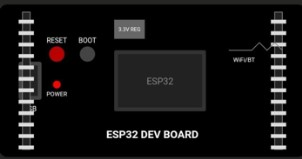 3.3V REG
RESET BOOT
WiFi/BT
ESP32
POWER
ESP32 DEV BOARD